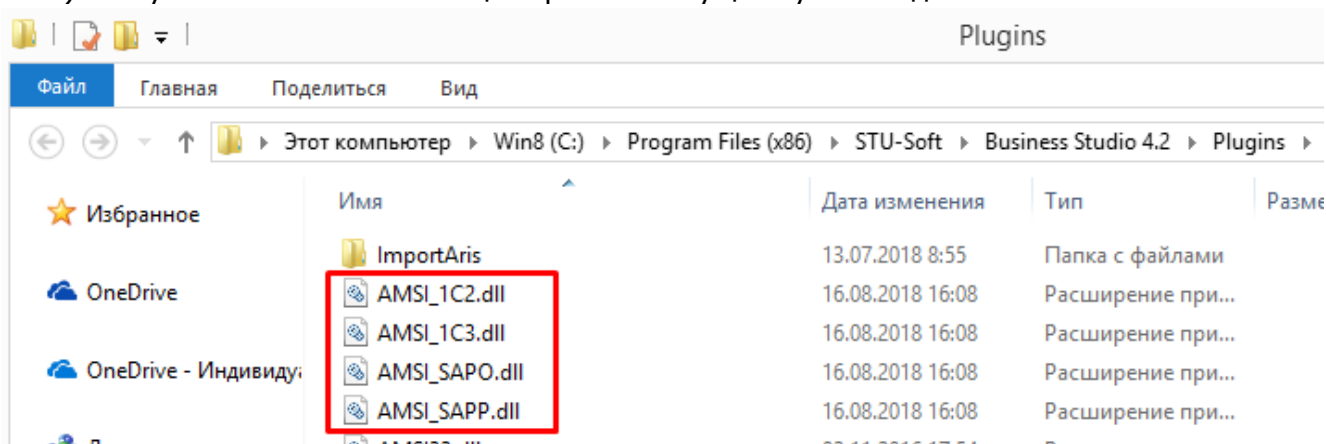 Plugins
Файл Главная Поделиться Вид
Этот компьютер Win8 (C:) Program Files (x86) STU-Soft Business Studio 4.2 Plugins
Избранное
OneDrive
OneDrive - Индивиду
Имя Дата изменения Тип Разме
ImportAris 13.07.2018 8:55 Папка с файлами
AMSI_1C2.dll 16.08.2018 16:08 Расширение при...
AMSI_1C3.dll 16.08.2018 16:08 Расширение при...
AMSI_SAPO.dll 16.08.2018 16:08 Расширение при...
AMSI_SAPP.dll 16.08.2018 16:08 Расширение при...